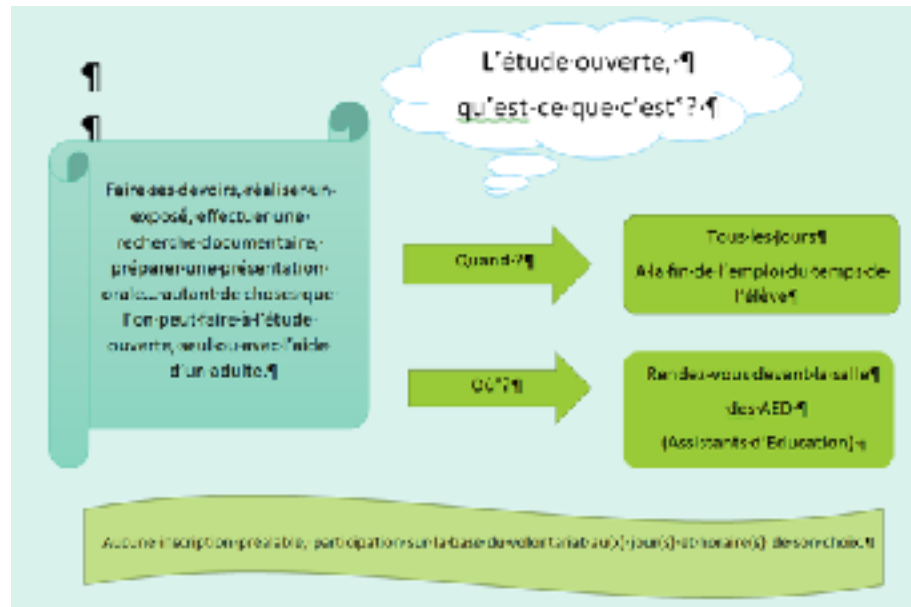 L'étude ouverte,
qu'est-ce que c'est ?
Faire ses devoirs, réaliser un
exposé, effectuer une
recherche documentaire,
préparer une présentation
orale... autant de choses que
l'on peut faire à l'étude
ouverte, seul ou avec l'aide
d'un adulte.
Quand ?
Tous les jours
A la fin de l'emploi du temps de
l'élève
Où ?
Rendez-vous devant la salle
des AED
(Assistants d'Education)
Aucune inscription préalable, participation sur la base du volontariat au(x) jour(s) et horaire(s) de son choix.